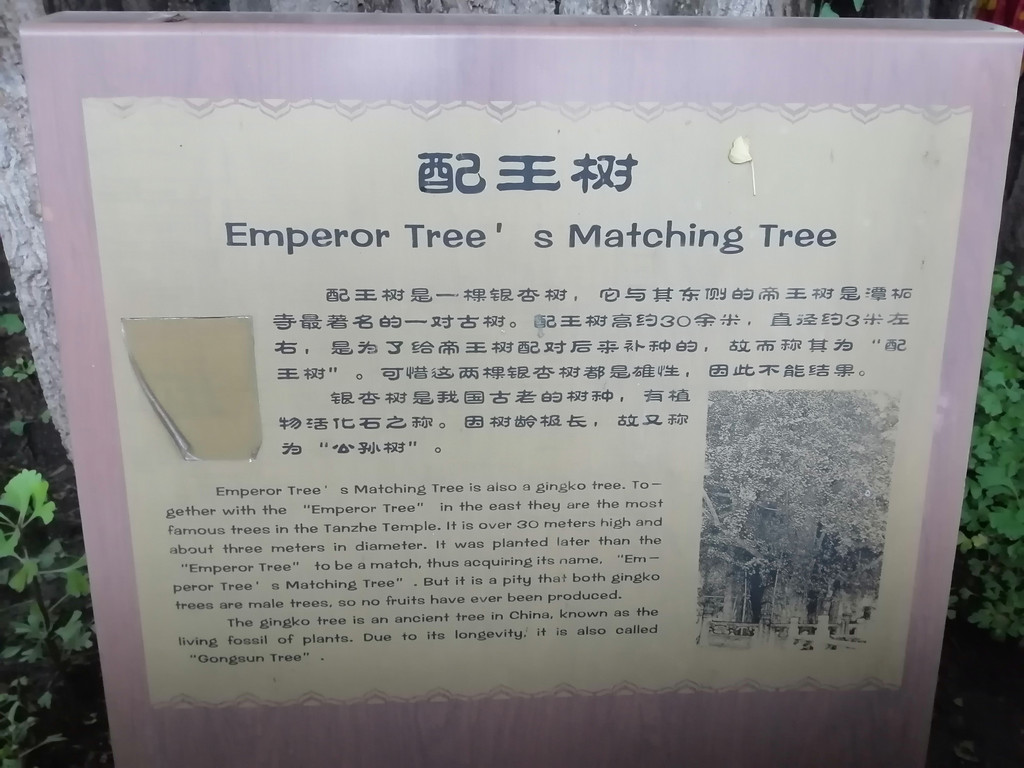 配王树
Emperor Tree's Matching Tree
配王树是一棵银杏树，它与其东侧的帝王树是潭柘
寺最著名的一对古树。配王树高约30余米，直径约3米左
右，是为了给帝王树配对后来补种的，故而称其为“配
王树”。可惜这两棵银杏树都是雄性，因此不能结果。
银杏树是我国古老的树种，有植
物活化石之称。因树龄极长，故又称
为“公孙树”。
Emperor Tree's Matching Tree is also a gingko tree. To-
gether with the "Emperor Tree" in the east they are the most
famous trees in the Tanzhe Temple. It is over 30 meters high and
about three meters in diameter. It was planted later than the
"Emperor Tree" to be a match, thus acquiring its name, "Em-
peror Tree's Matching Tree". But it is a pity that both gingko
trees are male trees, so no fruits have ever been produced.
The gingko tree is an ancient tree in China, known as the
living fossil of plants. Due to its longevity, it is also called
"Gongsun Tree".